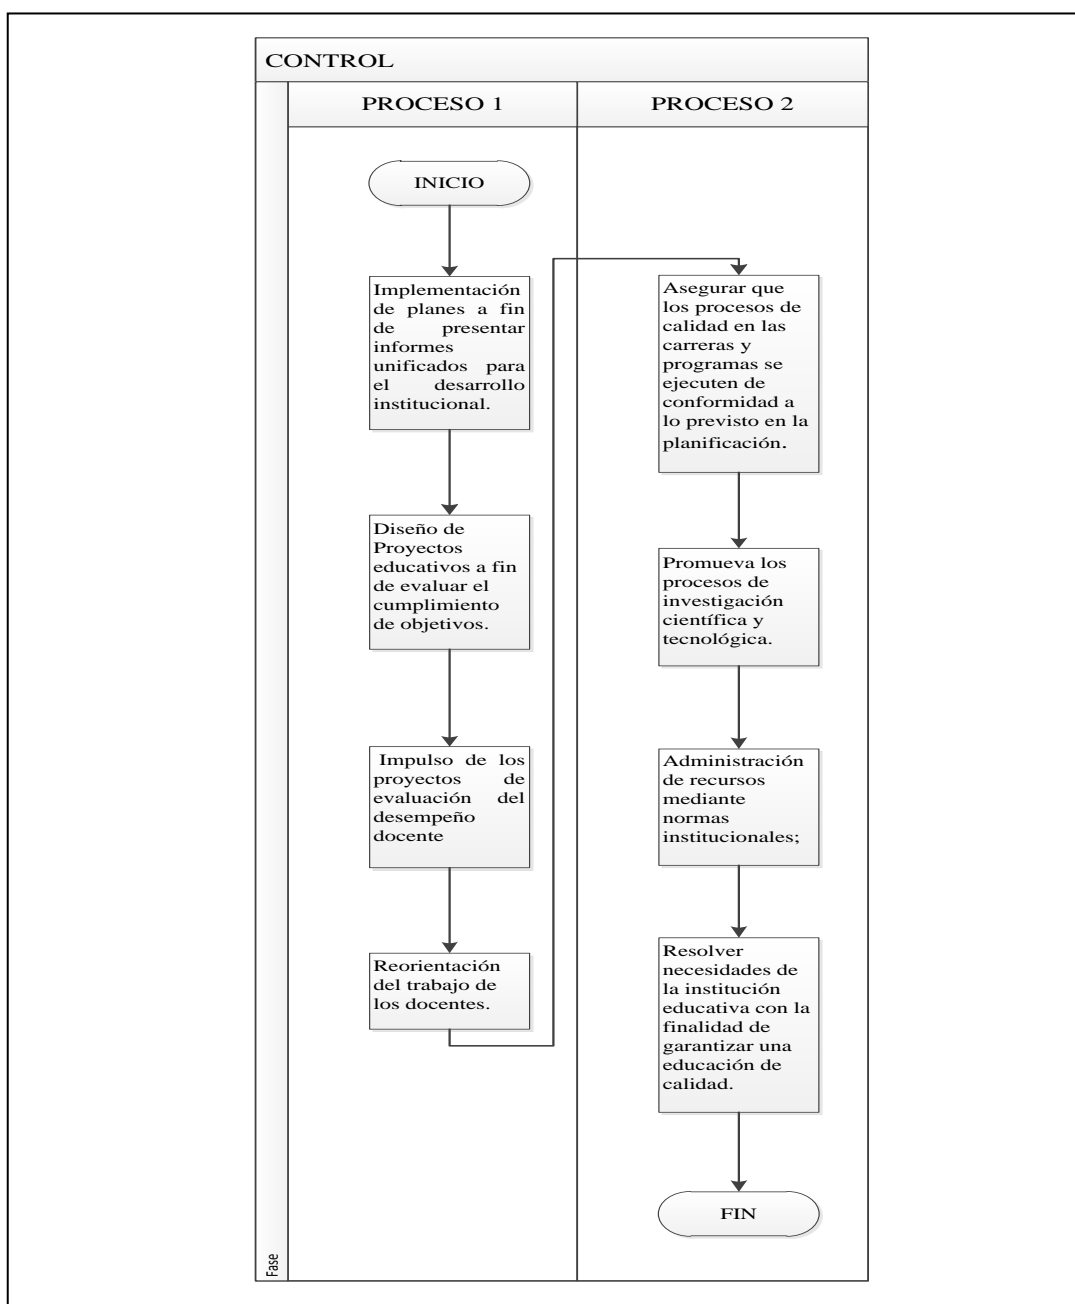 CONTROL
PROCESO 1
PROCESO 2
INICIO
Implementación
de planes a fin
de presentar
informes
unificados para
el desarrollo
institucional.
Diseño de
Proyectos
educativos a fin
de evaluar el
cumplimiento
de objetivos.
Impulso de los
proyectos de
evaluación del
desempeño
docente
Reorientación
del trabajo de
los docentes.
Asegurar que
los procesos de
calidad en las
carreras y
programas se
ejecuten de
conformidad a
lo previsto en la
planificación.
Promueva los
procesos de
investigación
científica y
tecnológica.
Administración
de recursos
mediante
normas
institucionales;
Resolver
necesidades de
la institución
educativa con la
finalidad de
garantizar una
educación de
calidad.
FIN
Fase